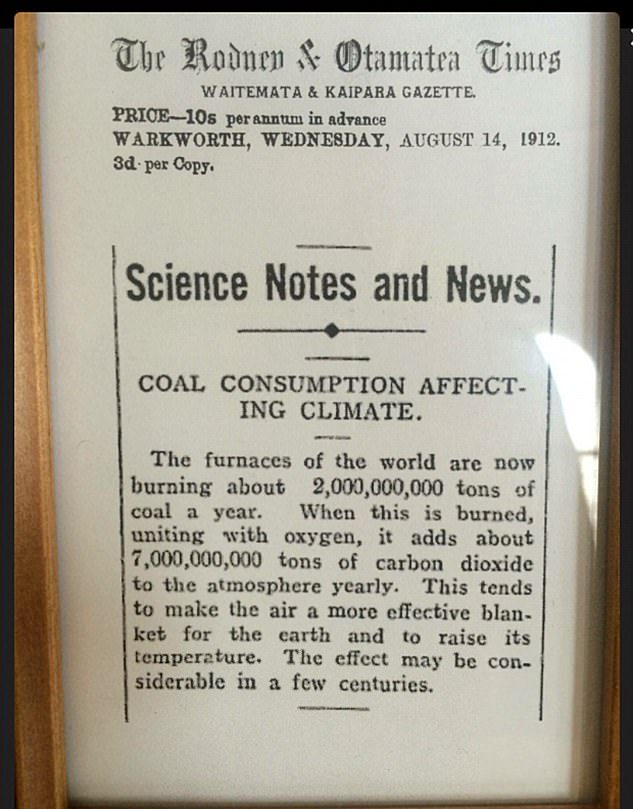 The Rodney & Otamatea Times
WAITEMATA & KAIPARA GAZETTE.
PRICE—10s per annum in advance
WARKWORTH, WEDNESDAY, AUGUST 14, 1912.
3d· per Copy.
Science Notes and News.
COAL CONSUMPTION AFFECT-
ING CLIMATE.
The furnaces of the world are now
burning about 2,000,000,000 tons of
coal a year. When this is burned,
uniting with oxygen, it adds about
7,000,000,000 tons of carbon dioxide
to the atmosphere yearly. This tends
to make the air a more effective blan-
ket for the earth and to raise its
temperature. The effect may be con-
siderable in a few centuries.